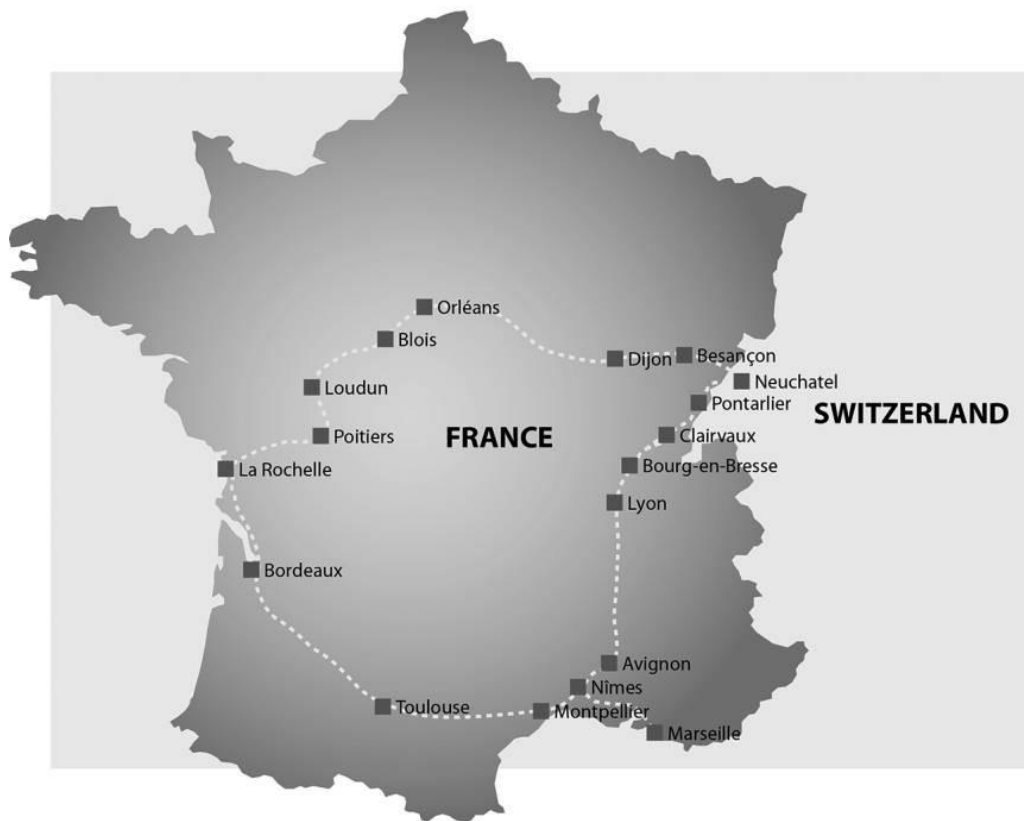 Orléans
Blois
Dijon
Besançon
Neuchatel
Loudun
Pontarlier
SWITZERLAND
Poitiers
FRANCE
Clairvaux
La Rochelle
Bourg-en-Bresse
Lyon
Bordeaux
Avignon
Nîmes
Toulouse
Montpellier
Marseille